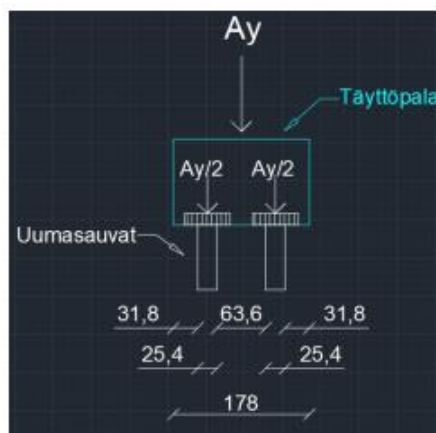 Ay
Täyttöpala
Ay/2 Ay/2
Uumasauvat
31,8 63,6 31,8
25,4 25,4
178